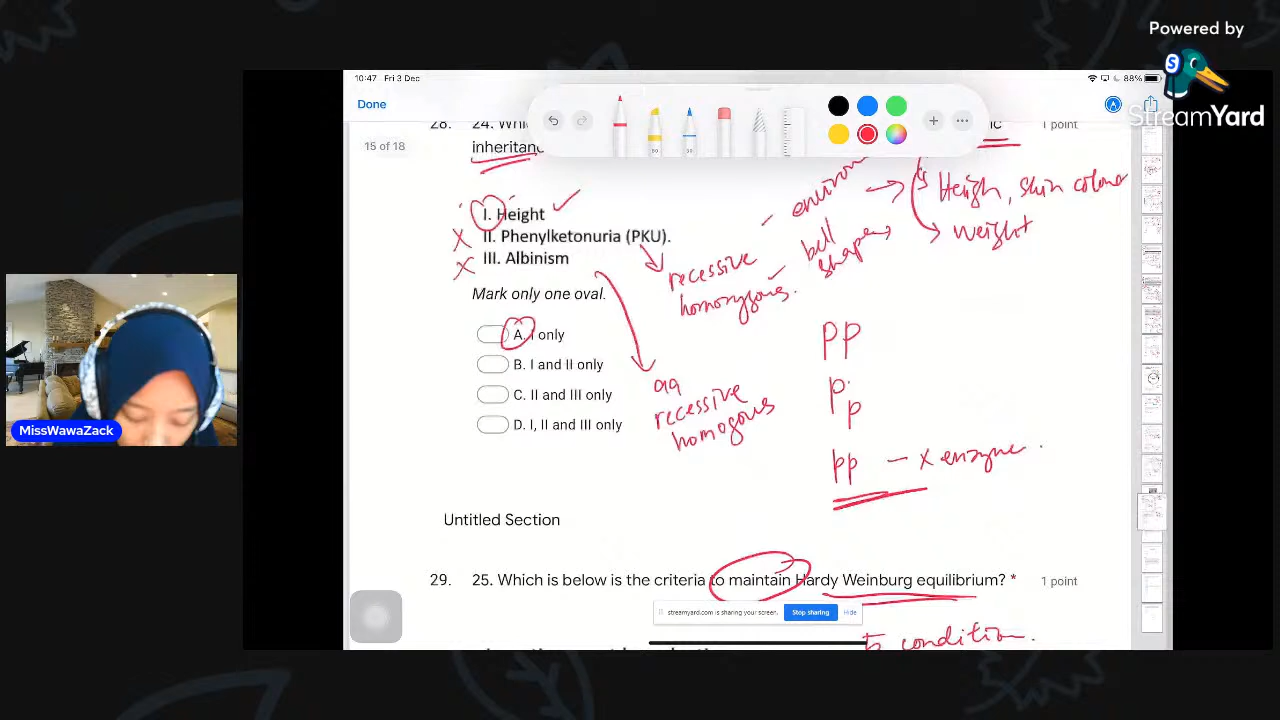 Powered by
StreamYard
10:47 Fri 3 Dec
88%
Done
15 of 18
28. 24.
1 point
I. Height
II. Phenylketonuria (PKU).
III. Albinism
Mark only one oval.
A. I only
B. I and II only
C. II and III only
D. I, II and III only
recessive
homozygous.
bell
shape
Heigh, skin colour
weight
aa
recessive
homogous
PP
Pp
pp – x enzyne.
MissWawaZack
Untitled Section
29. 25. Which is below is the criteria to maintain Hardy Weinburg equilibrium? * 1 point
streamyard.com is sharing your screen. Stop sharing Hide
5 condition.